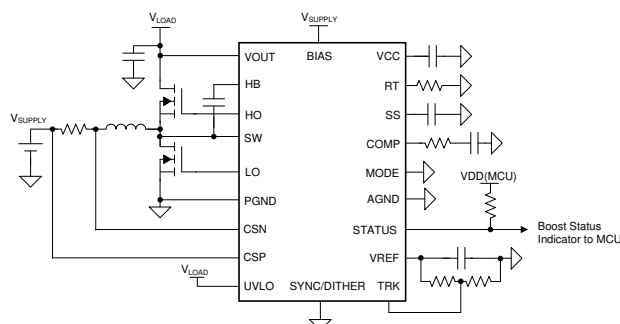 VLOAD
VSUPPLY
VOUT
BIAS
VCC
HB
RT
HO
SS
VSUPPLY
SW
COMP
LO
MODE
VDD(MCU)
PGND
AGND
CSN
STATUS
Boost Status
Indicator to MCU
CSP
VREF
VLOAD
UVLO
SYNC/DITHER
TRK